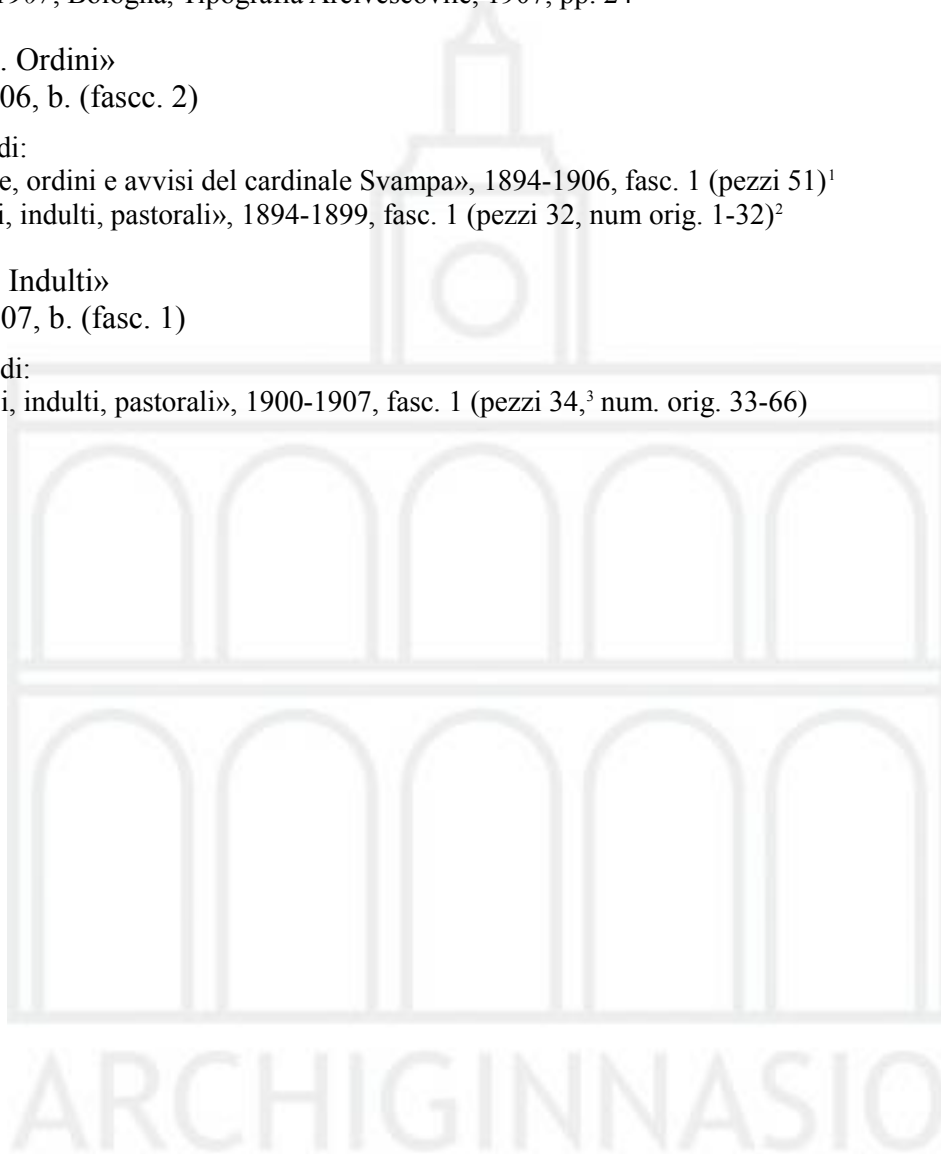 1907, Bologna, Tipografia Arcivescovile, 1907, pp. 24
. Ordini»
06, b. (fascc. 2)
di:
e, ordini e avvisi del cardinale Svampa», 1894-1906, fasc. 1 (pezzi 51)¹
i, indulti, pastorali», 1894-1899, fasc. 1 (pezzi 32, num orig. 1-32)²
Indulti»
07, b. (fasc. 1)
di:
i, indulti, pastorali», 1900-1907, fasc. 1 (pezzi 34,³ num. orig. 33-66)
ARCHIGINNASIO